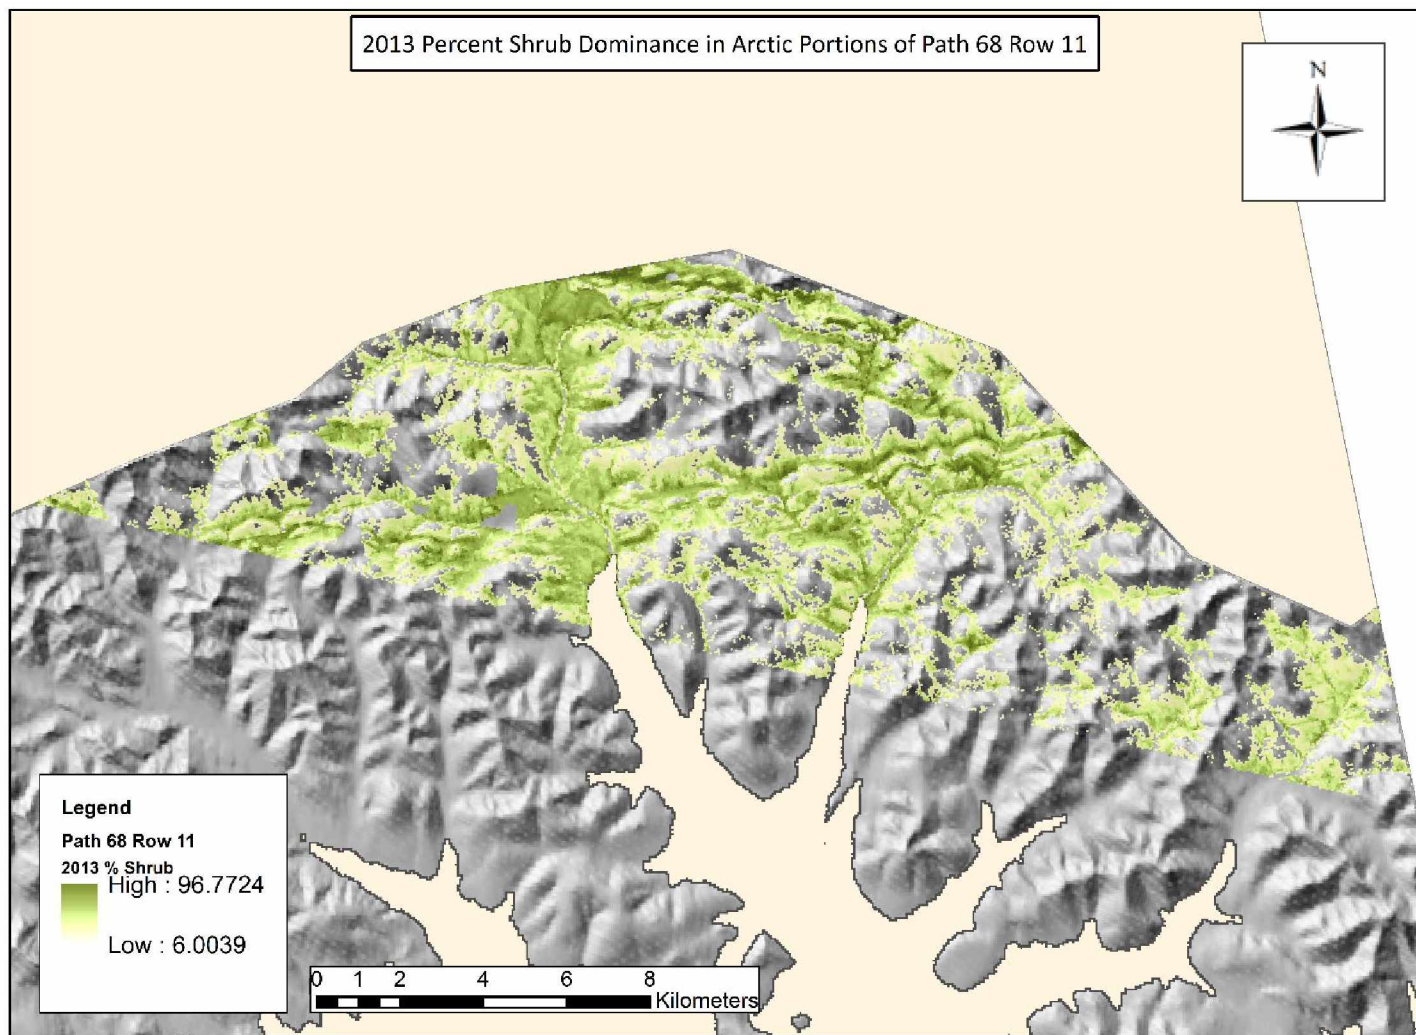 2013 Percent Shrub Dominance in Arctic Portions of Path 68 Row 11
N
Legend
Path 68 Row 11
2013 % Shrub
High : 96.7724
Low : 6.0039
0 1 2 4 6 8
Kilometers